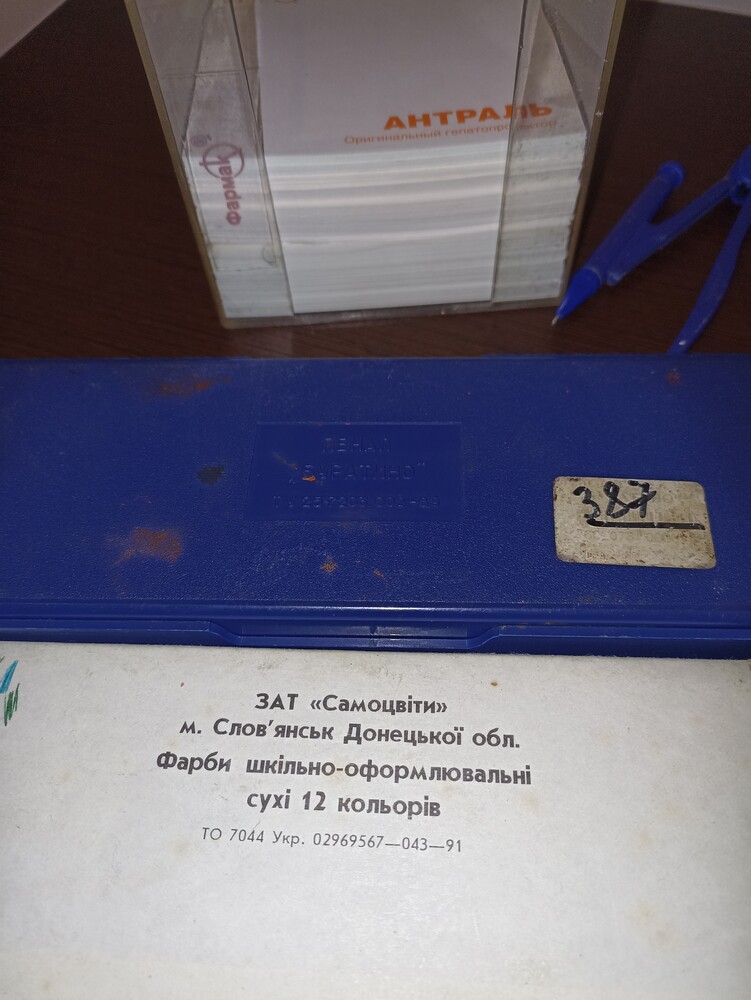 АНТРАЛЬ
Оригинальный гепатопротектор
Фармак
ПЕНАЛ
"БУРАТИНО"
387
ЗАТ «Самоцвіти»
м. Слов'янськ Донецької обл.
Фарби шкільно-оформлювальні
сухі 12 кольорів
ТО 7044 Укр. 02969567—043—91